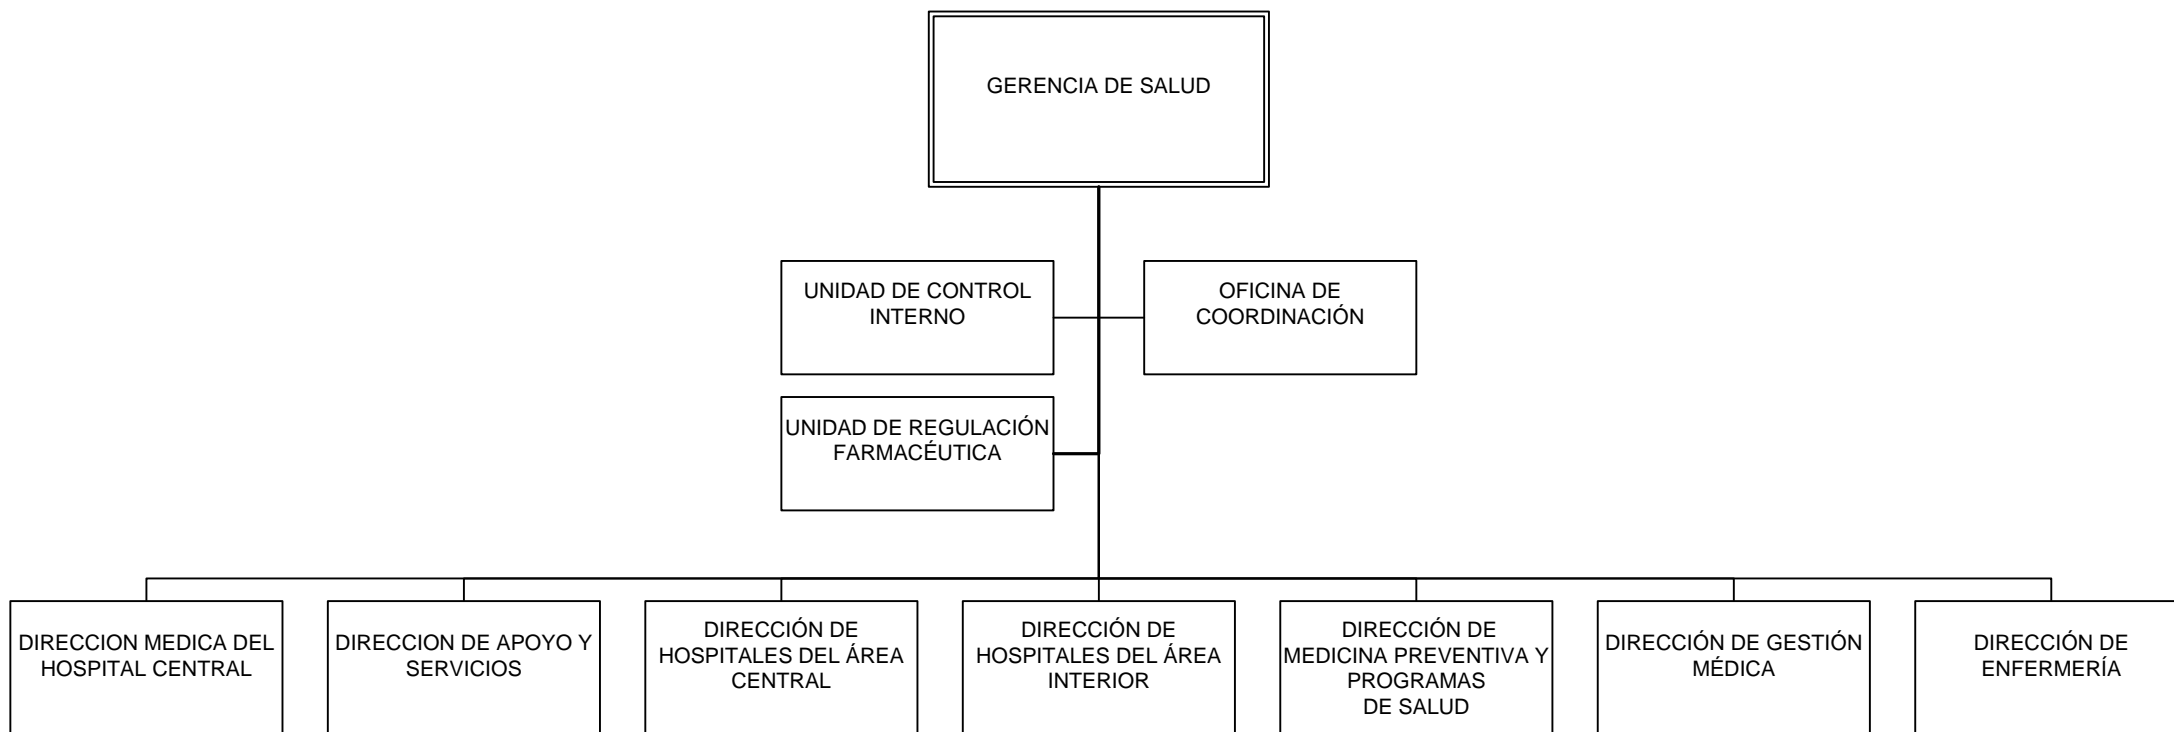 GERENCIA DE SALUD
UNIDAD DE CONTROL
INTERNO
OFICINA DE
COORDINACIÓN
UNIDAD DE REGULACIÓN
FARMACÉUTICA
DIRECCION MEDICA DEL
HOSPITAL CENTRAL
DIRECCION DE APOYO Y
SERVICIOS
DIRECCIÓN DE
HOSPITALES DEL ÁREA
CENTRAL
DIRECCIÓN DE
HOSPITALES DEL ÁREA
INTERIOR
DIRECCIÓN DE
MEDICINA PREVENTIVA Y
PROGRAMAS
DE SALUD
DIRECCIÓN DE GESTIÓN
MÉDICA
DIRECCIÓN DE
ENFERMERÍA